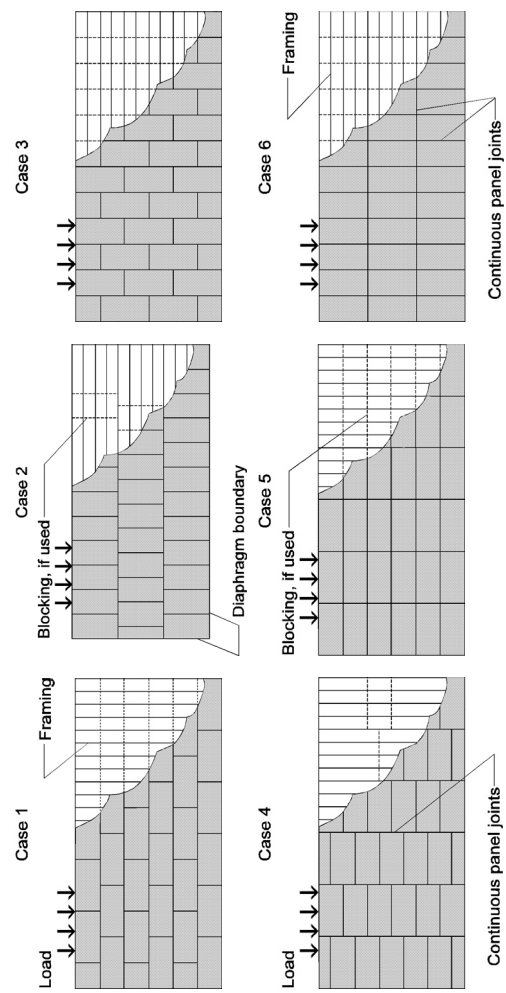 Case 1
Framing
Load
Case 2
Blocking, if used
Diaphragm boundary
Case 3
Case 4
Load
Continuous panel joints
Case 5
Blocking, if used
Case 6
Framing
Continuous panel joints